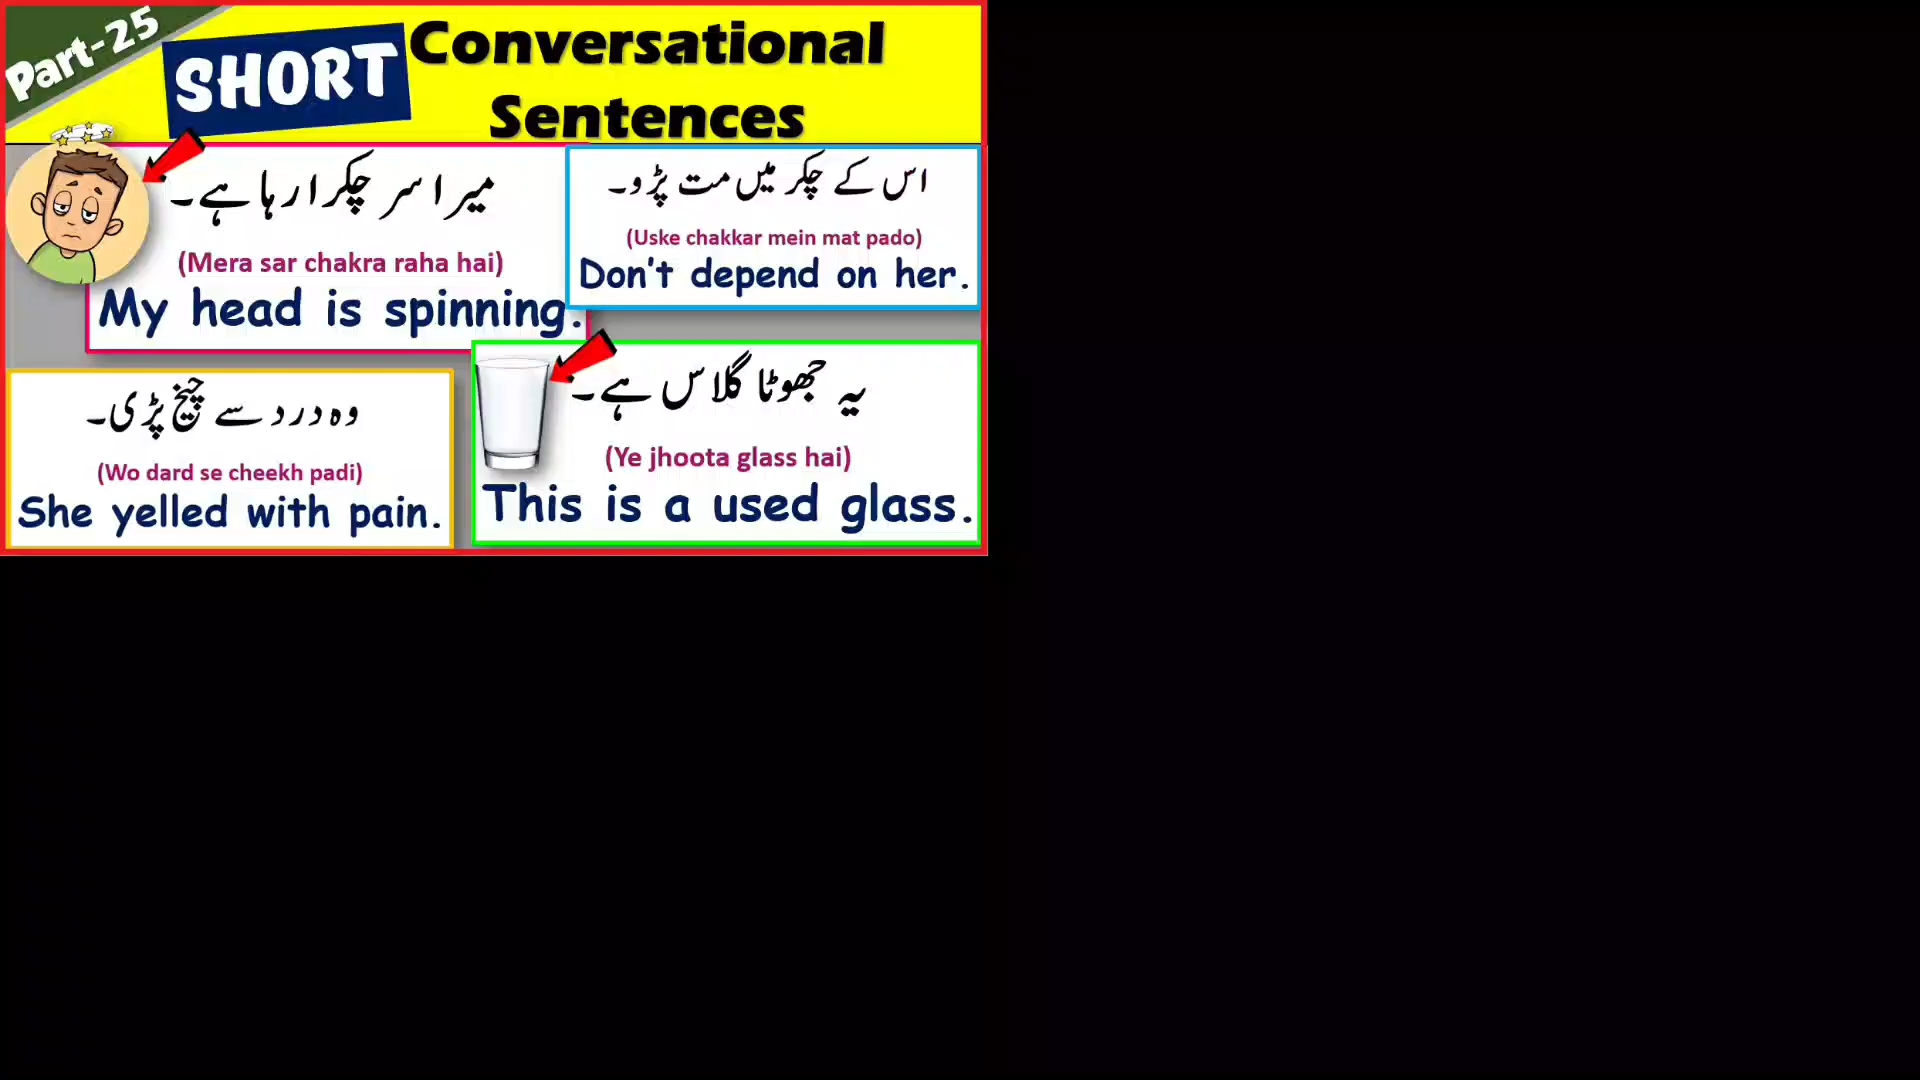 Part-25
SHORT
Conversational
Sentences
میرا سر چکرا رہا ہے۔
(Mera sar chakra raha hai)
My head is spinning.
اس کے چکر میں مت پڑو۔
(Uske chakkar mein mat pado)
Don't depend on her.
وہ درد سے چیخ پڑی۔
(Wo dard se cheekh padi)
She yelled with pain.
یہ جھوٹا گلاس ہے۔
(Ye jhoota glass hai)
This is a used glass.